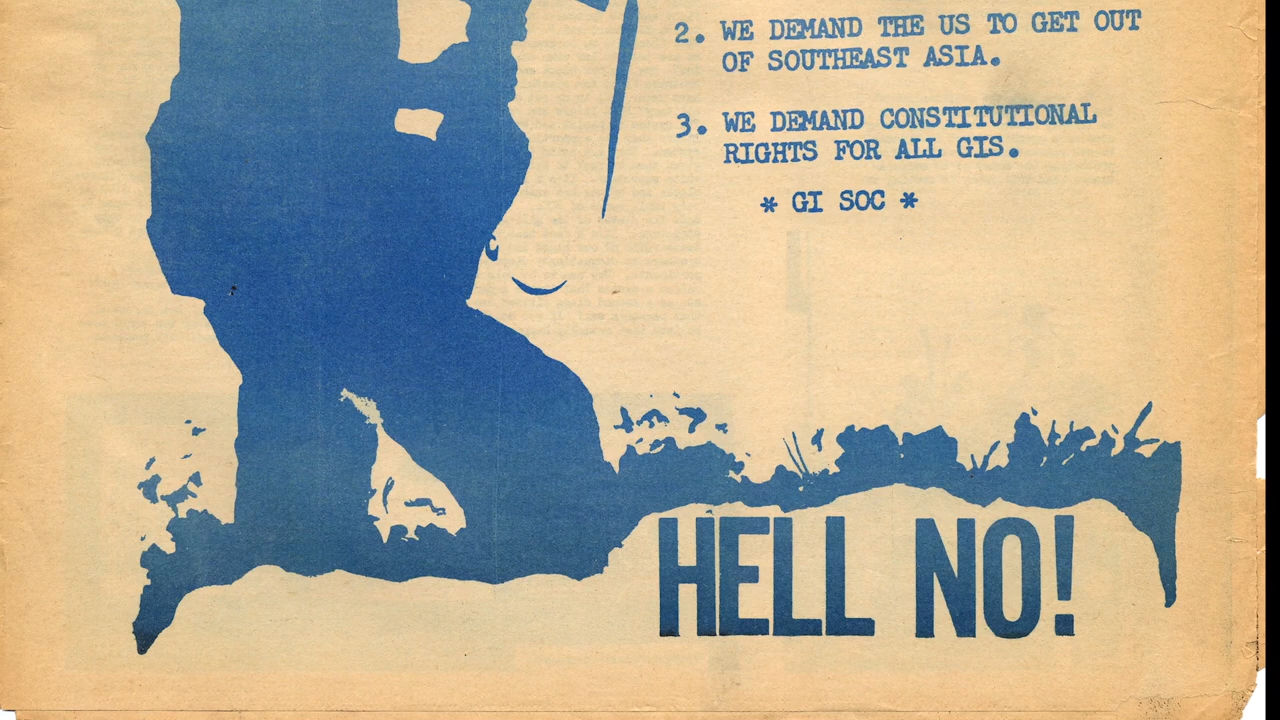 2. WE DEMAND THE US TO GET OUT
OF SOUTHEAST ASIA.
3. WE DEMAND CONSTITUTIONAL
RIGHTS FOR ALL GIS.
* GI SOC *
HELL NO!